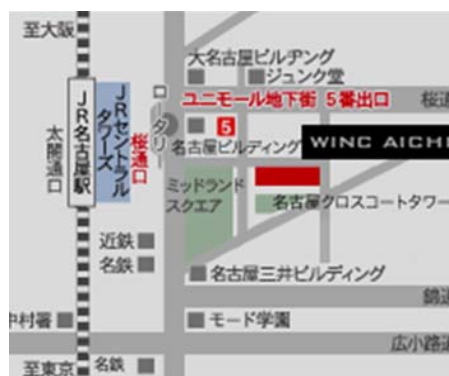 至大阪
大名古屋ビルヂング
ジュンク堂
ユニモール地下街 5番出口
桜通
ロータリー
JRセントラル
タワーズ
JR名古屋駅
太閤通口
桜通口
5
名古屋ビルディング
WINC AICHI
ミッドランド
スクエア
名古屋クロスコートタワー
近鉄
名鉄
名古屋三井ビルディング
錦通
中村署
モード学園
広小路通
至東京
名鉄